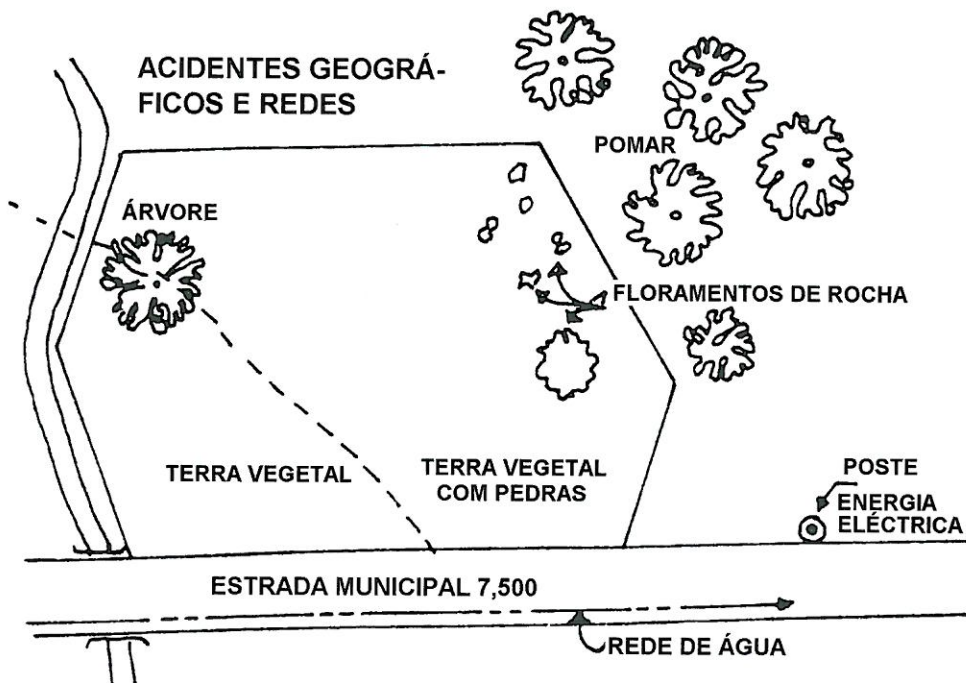 ACIDENTES GEOGRÁ-
FICOS E REDES
POMAR
ÁRVORE
FLORAMENTOS DE ROCHA
TERRA VEGETAL
TERRA VEGETAL
COM PEDRAS
POSTE
ENERGIA
ELÉCTRICA
ESTRADA MUNICIPAL 7,500
REDE DE ÁGUA